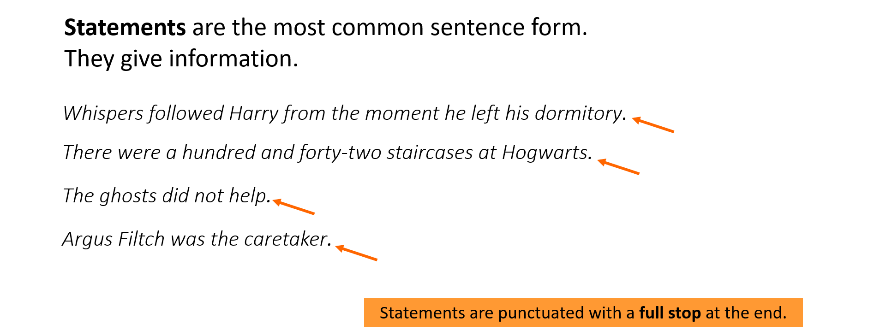 Statements are the most common sentence form.
They give information.
Whispers followed Harry from the moment he left his dormitory.
There were a hundred and forty-two staircases at Hogwarts.
The ghosts did not help.
Argus Filtch was the caretaker.
Statements are punctuated with a full stop at the end.